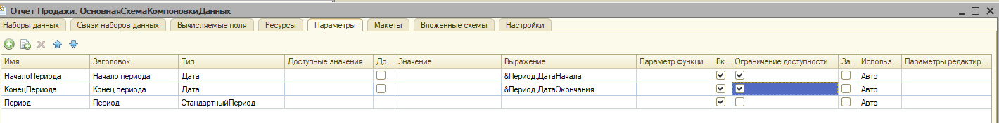 Отчет Продажи: ОсновнаяСхемаКомпоновкиДанных
Наборы данных Связи наборов данных Вычисляемые поля Ресурсы Параметры Макеты Вложенные схемы Настройки
Имя Заголовок Тип Доступные значения До... Значение Выражение Параметр функци... Вк... Ограничение доступности За... Использ... Параметры редактир...
НачалоПериода Начало периода Дата &Период.ДатаНачала Авто
КонецПериода Конец периода Дата &Период.ДатаОкончания Авто
Период Период СтандартныйПериод Авто